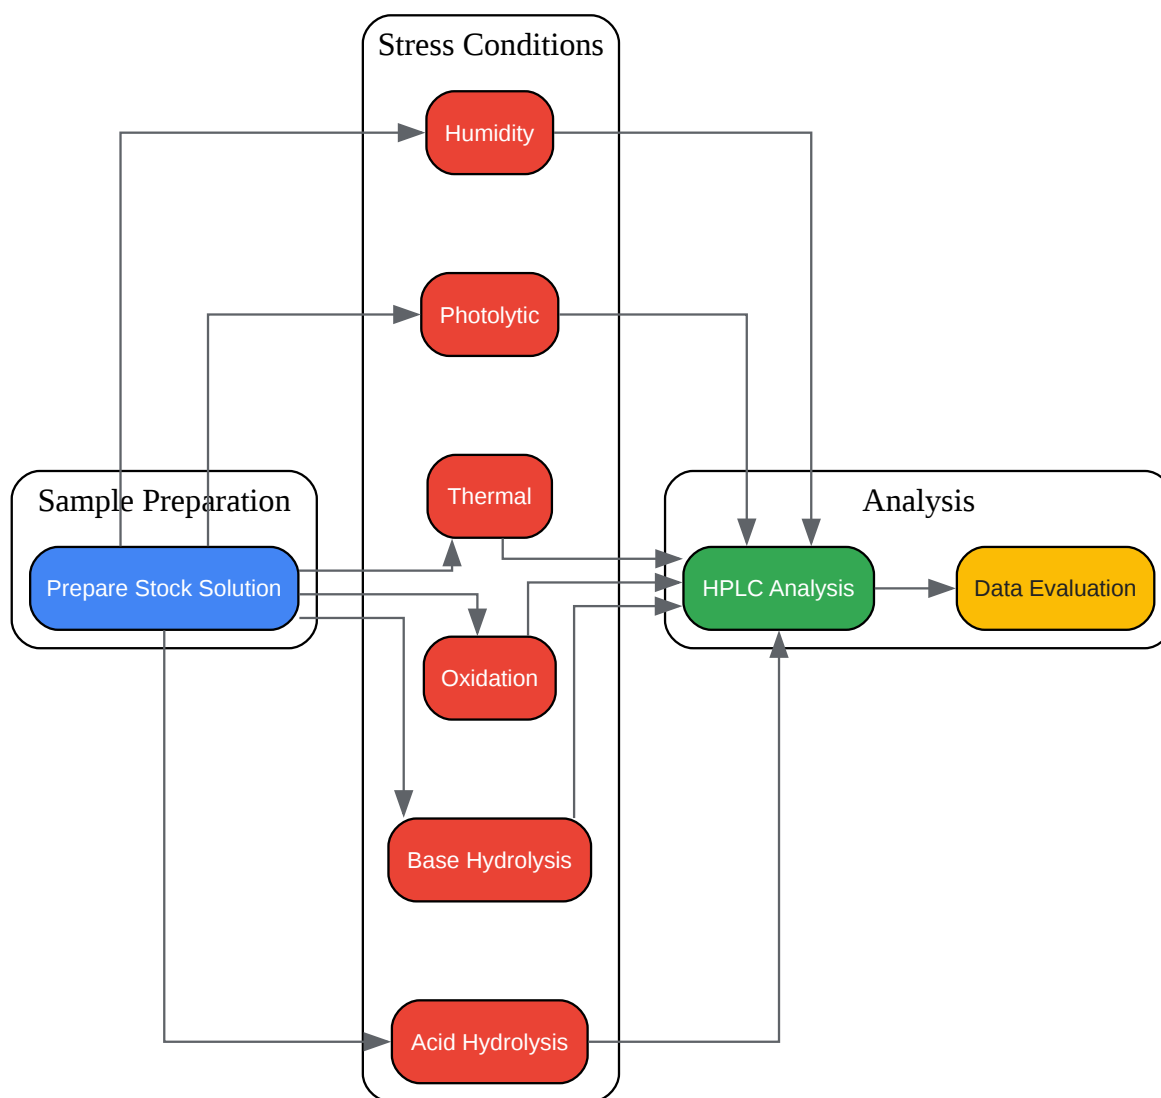 Stress Conditions
Humidity
Photolytic
Thermal
Sample Preparation
Prepare Stock Solution
Oxidation
Base Hydrolysis
Acid Hydrolysis
Analysis
HPLC Analysis
Data Evaluation